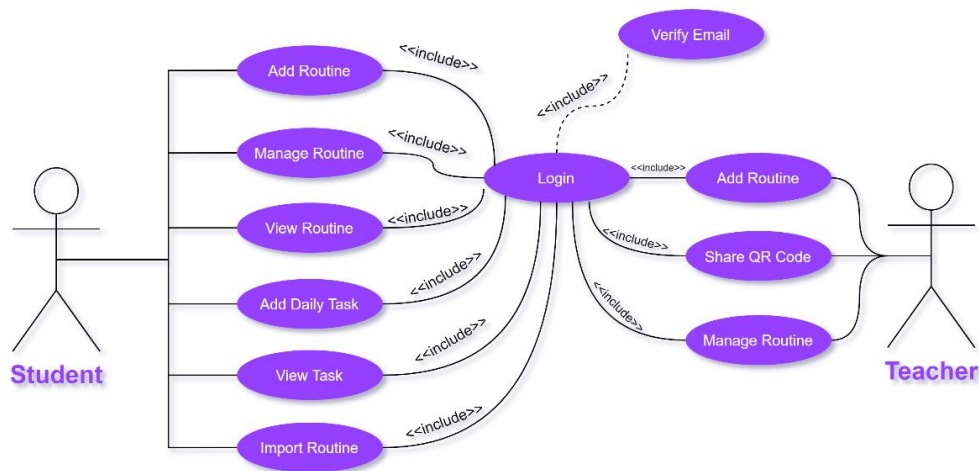 Verify Email
<<include>>
Add Routine
<<include>>
Manage Routine
<<include>>
<<include>>
Login
<<include>>
Add Routine
View Routine
<<include>>
<<include>>
Share QR Code
Add Daily Task
<<include>>
<<include>>
Manage Routine
View Task
<<include>>
Student
Teacher
Import Routine
<<include>>